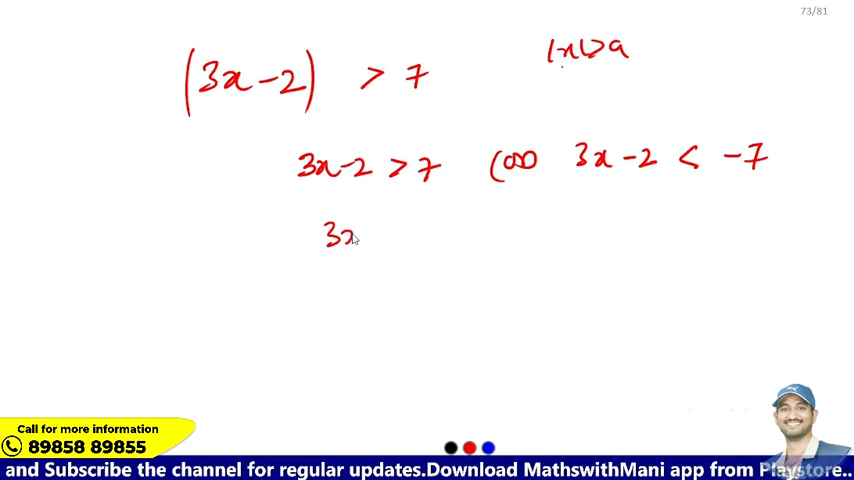 73/81
|3x-2| > 7
|x|>a
3x-2 > 7 (or) 3x-2 < -7
3x
Call for more information
89858 89855
and Subscribe the channel for regular updates.Download MathswithMani app from Playstore..